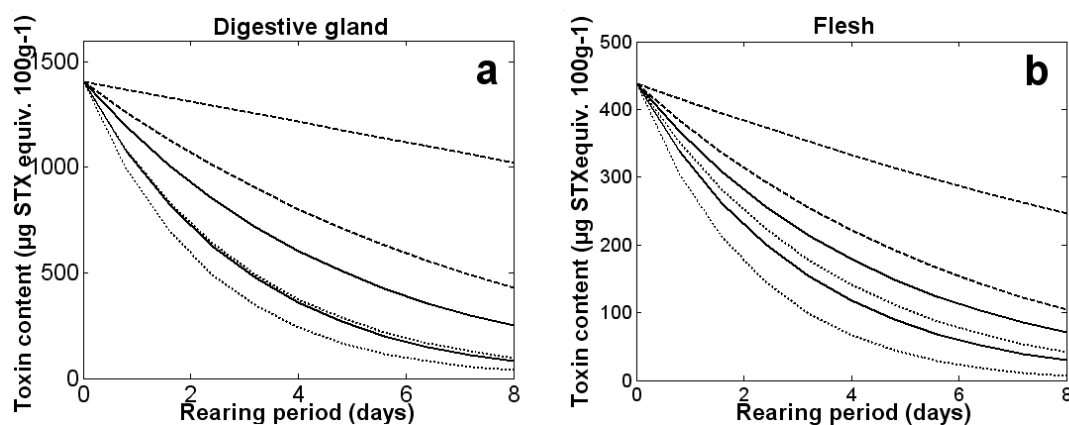 Digestive gland
a
Toxin content (µg STX equiv. 100g-1)
1500
1000
500
0
0 2 4 6 8
Rearing period (days)
Flesh
b
Toxin content (µg STXequiv. 100g-1)
500
400
300
200
100
0
0 2 4 6 8
Rearing period (days)